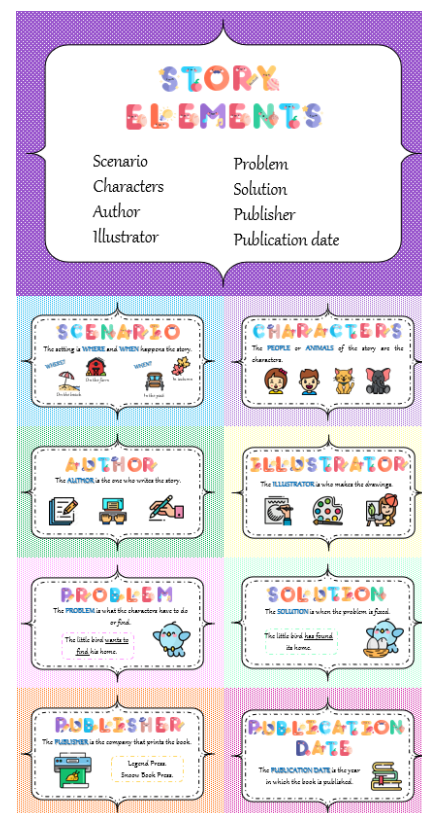 STORY
ELEMENTS
Scenario
Characters
Author
Illustrator
Problem
Solution
Publisher
Publication date
SCENARIO
The setting is WHERE and WHEN happens the story.
WHERE?
On the farm
On the beach
WHEN?
In autumn
In the past
CHARACTERS
The PEOPLE or ANIMALS of the story are the
characters.
AUTHOR
The AUTHOR is the one who writes the story.
ILLUSTRATOR
The ILLUSTRATOR is who makes the drawings.
PROBLEM
The PROBLEM is what the characters have to do
or find.
The little bird wants to
find his home.
SOLUTION
The SOLUTION is when the problem is fixed.
The little bird has found
its home.
PUBLISHER
The PUBLISHER is the company that prints the book.
Legend Press.
Snoow Book Press.
PUBLICATION
DATE
The PUBLICATION DATE is the year
in which the book is published.